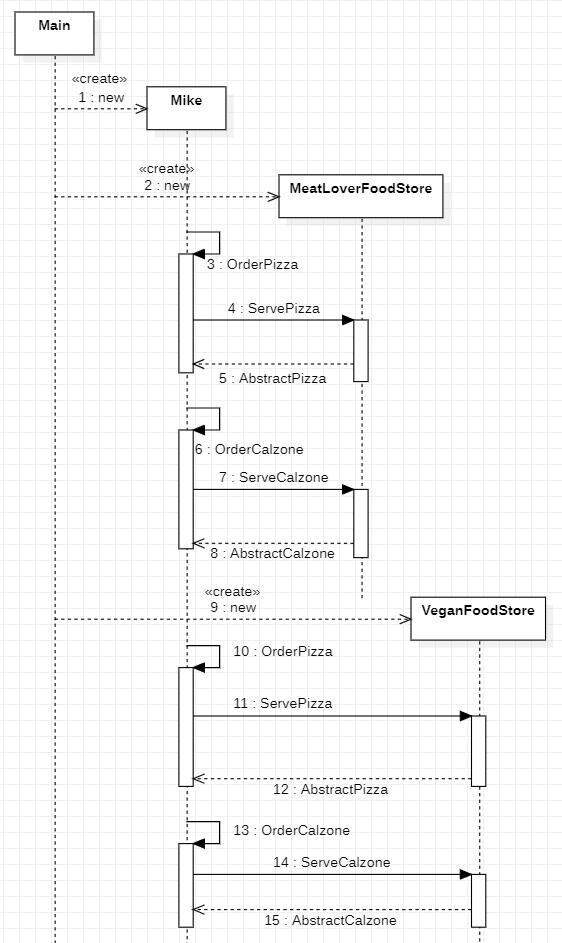 Main
«create»
1 : new
Mike
«create»
2 : new
MeatLoverFoodStore
3 : OrderPizza
4 : ServePizza
5 : AbstractPizza
6 : OrderCalzone
7 : ServeCalzone
8 : AbstractCalzone
«create»
9 : new
VeganFoodStore
10 : OrderPizza
11 : ServePizza
12 : AbstractPizza
13 : OrderCalzone
14 : ServeCalzone
15 : AbstractCalzone